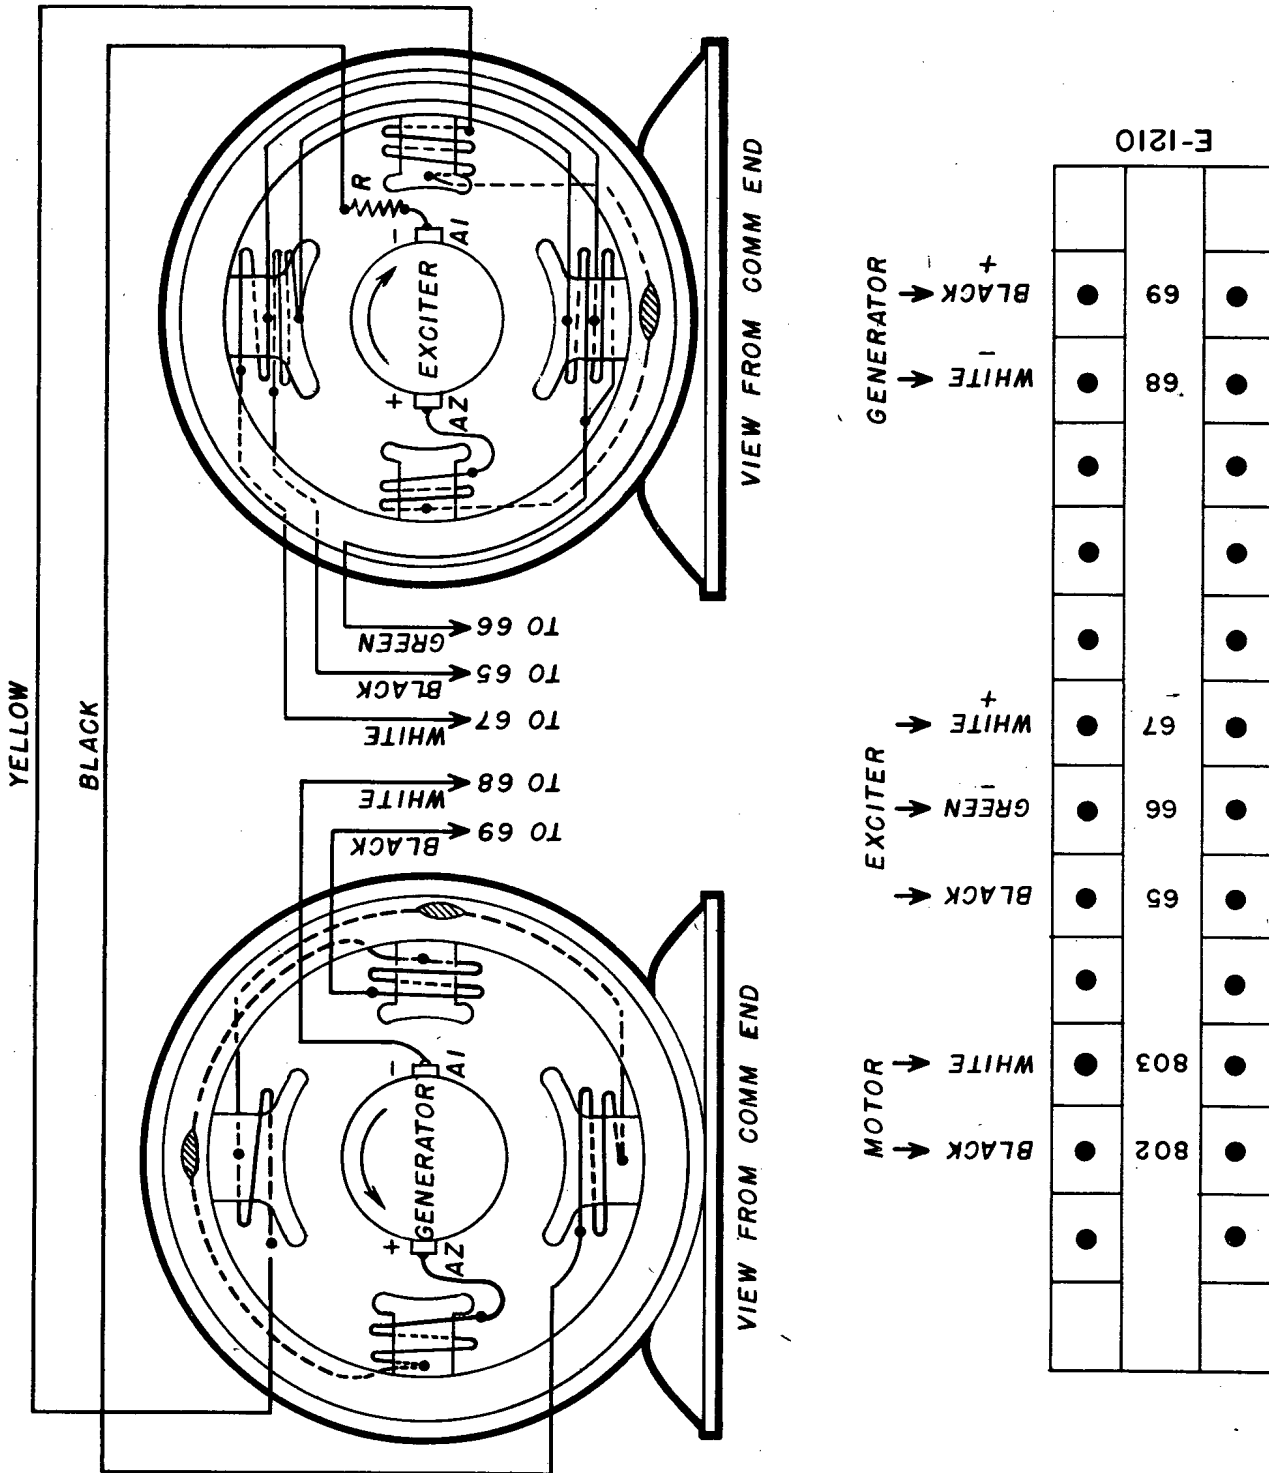 YELLOW
BLACK
R
-
A1
EXCITER
+
AZ
VIEW FROM COMM END
TO 66
GREEN
TO 65
BLACK
TO 67
WHITE
TO 68
WHITE
TO 69
BLACK
-
A1
GENERATOR
+
AZ
VIEW FROM COMM END
E-1210
GENERATOR
+
BLACK
69
-
WHITE
68
EXCITER
+
WHITE
67
-
GREEN
66
BLACK
65
MOTOR
WHITE
803
BLACK
802